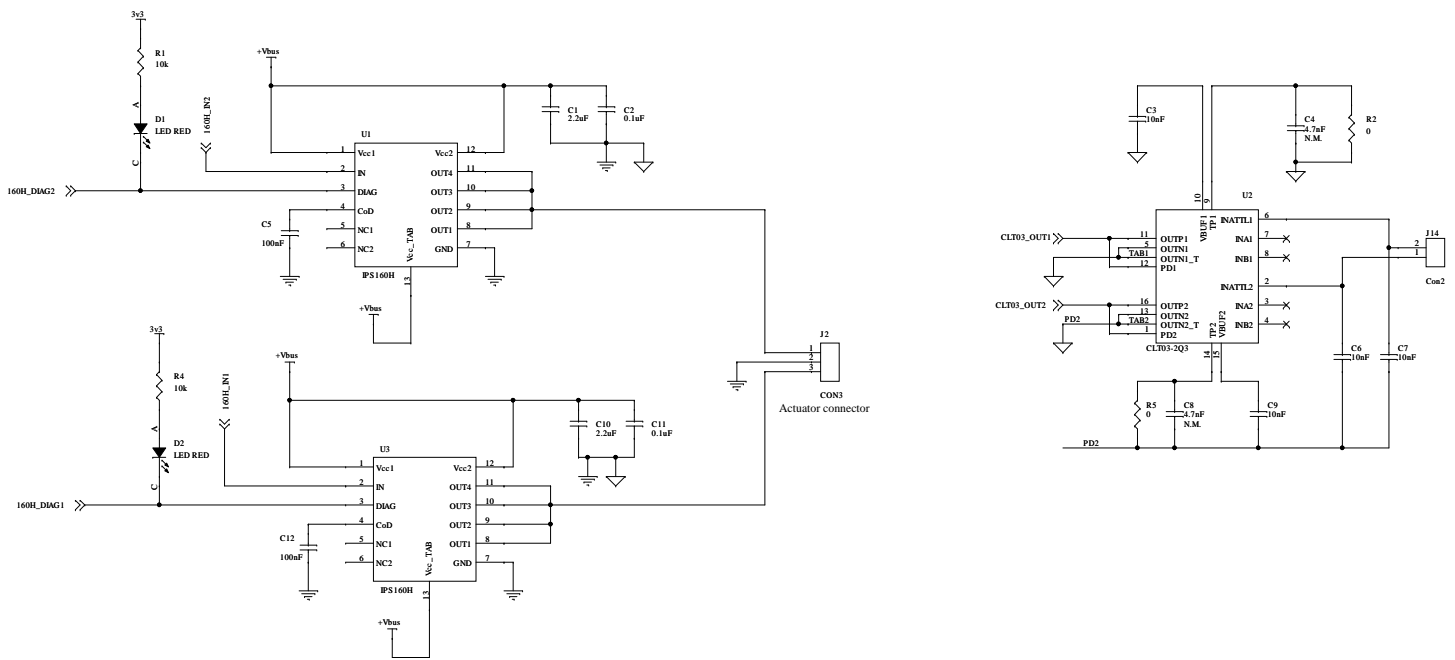 3v3
R1
10k
A
D1
LED RED
C
160H_IN2
160H_DIAG2
+Vbus
C1
2.2uF
C2
0.1uF
U1
1
Vcc1
Vcc2
12
2
IN
OUT4
11
3
DIAG
OUT3
10
4
CoD
OUT2
9
5
NC1
OUT1
8
6
NC2
GND
7
Vcc_TAB
13
IPS160H
C5
100nF
+Vbus
3v3
R4
10k
A
D2
LED RED
C
160H_IN1
160H_DIAG1
+Vbus
C10
2.2uF
C11
0.1uF
U3
1
Vcc1
Vcc2
12
2
IN
OUT4
11
3
DIAG
OUT3
10
4
CoD
OUT2
9
5
NC1
OUT1
8
6
NC2
GND
7
Vcc_TAB
13
IPS160H
C12
100nF
+Vbus
J2
1
2
3
CON3
Actuator connector
C3
10nF
C4
4.7nF
N.M.
R2
0
U2
10
9
VBUF1
TP1
CLT03_OUT1
11
OUTP1
5
OUTN1
TAB1
OUTN1_T
12
PD1
CLT03_OUT2
16
OUTP2
13
OUTN2
PD2
TAB2
OUTN2_T
1
PD2
INATTL1
6
INA1
7
INB1
8
INATTL2
2
INA2
3
INB2
4
TP2
VBUF2
14
15
CLT03-2Q3
J14
2
1
Con2
C6
10nF
C7
10nF
R5
0
C8
4.7nF
N.M.
C9
10nF
PD2